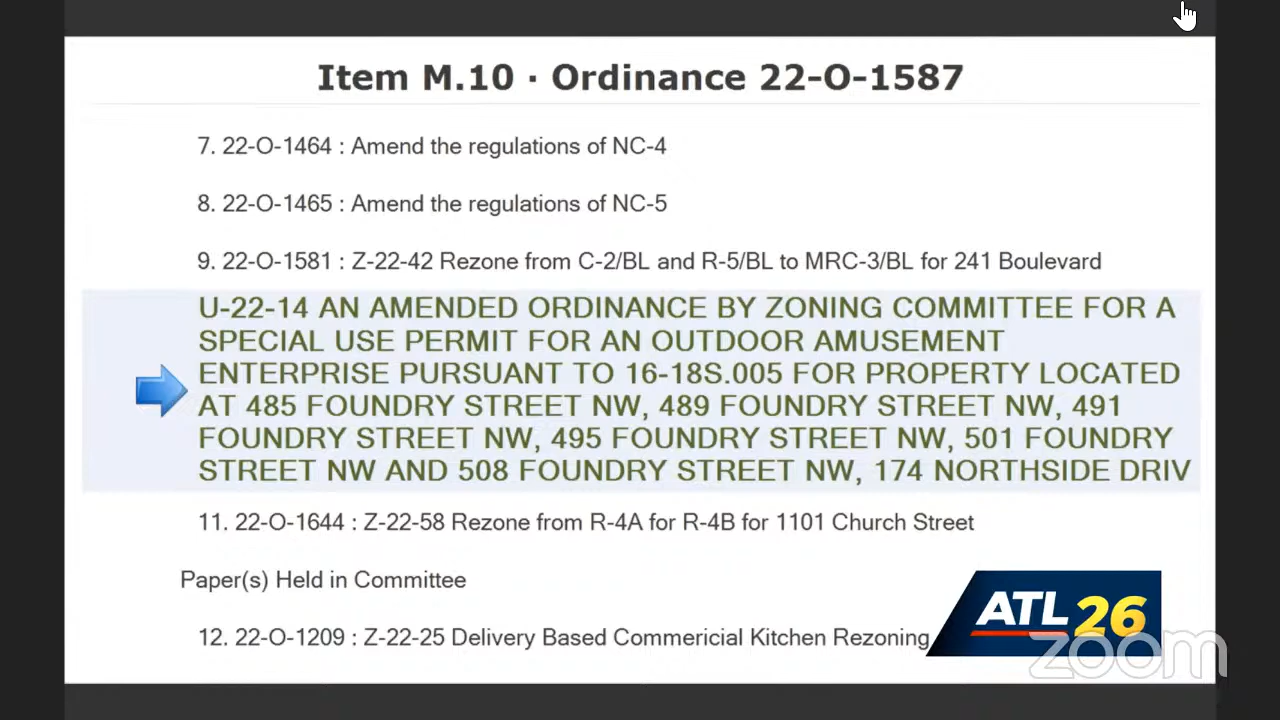 Item M.10 · Ordinance 22-O-1587
7. 22-O-1464 : Amend the regulations of NC-4
8. 22-O-1465 : Amend the regulations of NC-5
9. 22-O-1581 : Z-22-42 Rezone from C-2/BL and R-5/BL to MRC-3/BL for 241 Boulevard
U-22-14 AN AMENDED ORDINANCE BY ZONING COMMITTEE FOR A
SPECIAL USE PERMIT FOR AN OUTDOOR AMUSEMENT
ENTERPRISE PURSUANT TO 16-18S.005 FOR PROPERTY LOCATED
AT 485 FOUNDRY STREET NW, 489 FOUNDRY STREET NW, 491
FOUNDRY STREET NW, 495 FOUNDRY STREET NW, 501 FOUNDRY
STREET NW AND 508 FOUNDRY STREET NW, 174 NORTHSIDE DRIV
11. 22-O-1644 : Z-22-58 Rezone from R-4A for R-4B for 1101 Church Street
Paper(s) Held in Committee
12. 22-O-1209 : Z-22-25 Delivery Based Commericial Kitchen Rezoning
ATL 26
zoom